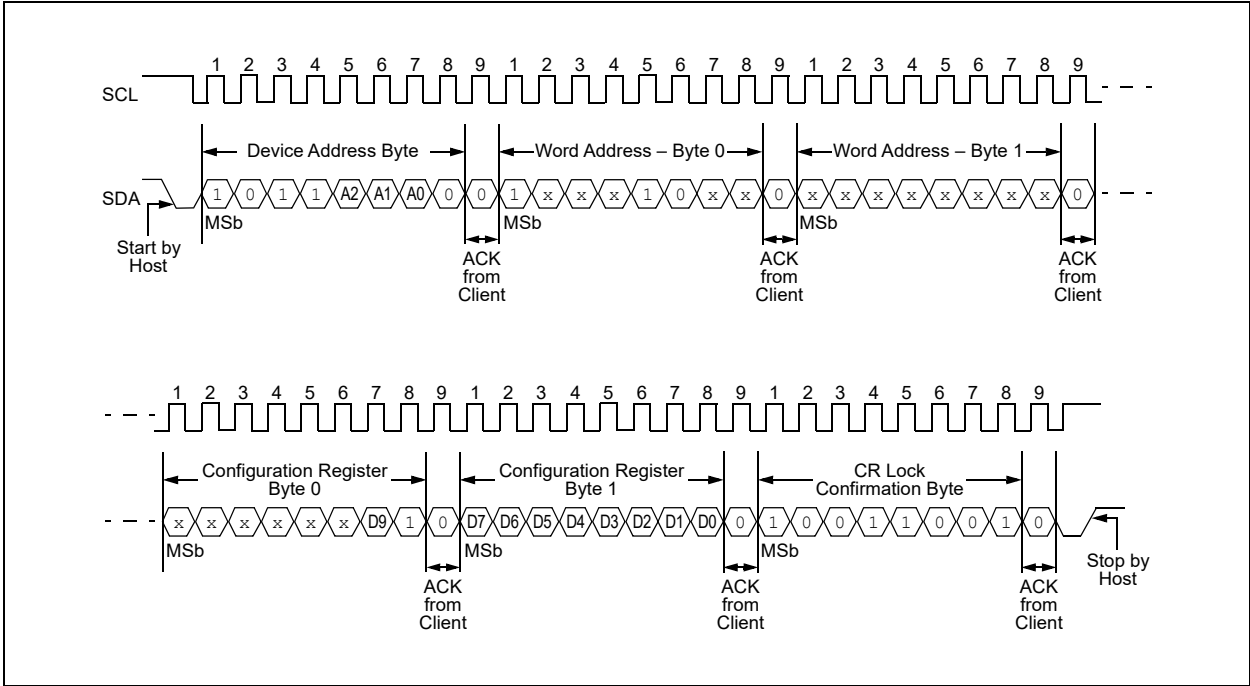 1 2 3 4 5 6 7 8 9 1 2 3 4 5 6 7 8 9 1 2 3 4 5 6 7 8 9
SCL
Device Address Byte Word Address – Byte 0 Word Address – Byte 1
SDA 1 0 1 1 A2 A1 A0 0 0 1 x x x 1 0 x x 0 x x x x x x x x 0
MSb MSb MSb
Start by
Host
ACK
from
Client
ACK
from
Client
ACK
from
Client
1 2 3 4 5 6 7 8 9 1 2 3 4 5 6 7 8 9 1 2 3 4 5 6 7 8 9
Configuration Register
Byte 0
Configuration Register
Byte 1
CR Lock
Confirmation Byte
x x x x x x D9 1 0 D7 D6 D5 D4 D3 D2 D1 D0 0 1 0 0 1 1 0 0 1 0
MSb MSb MSb
ACK
from
Client
ACK
from
Client
ACK
from
Client
Stop by
Host